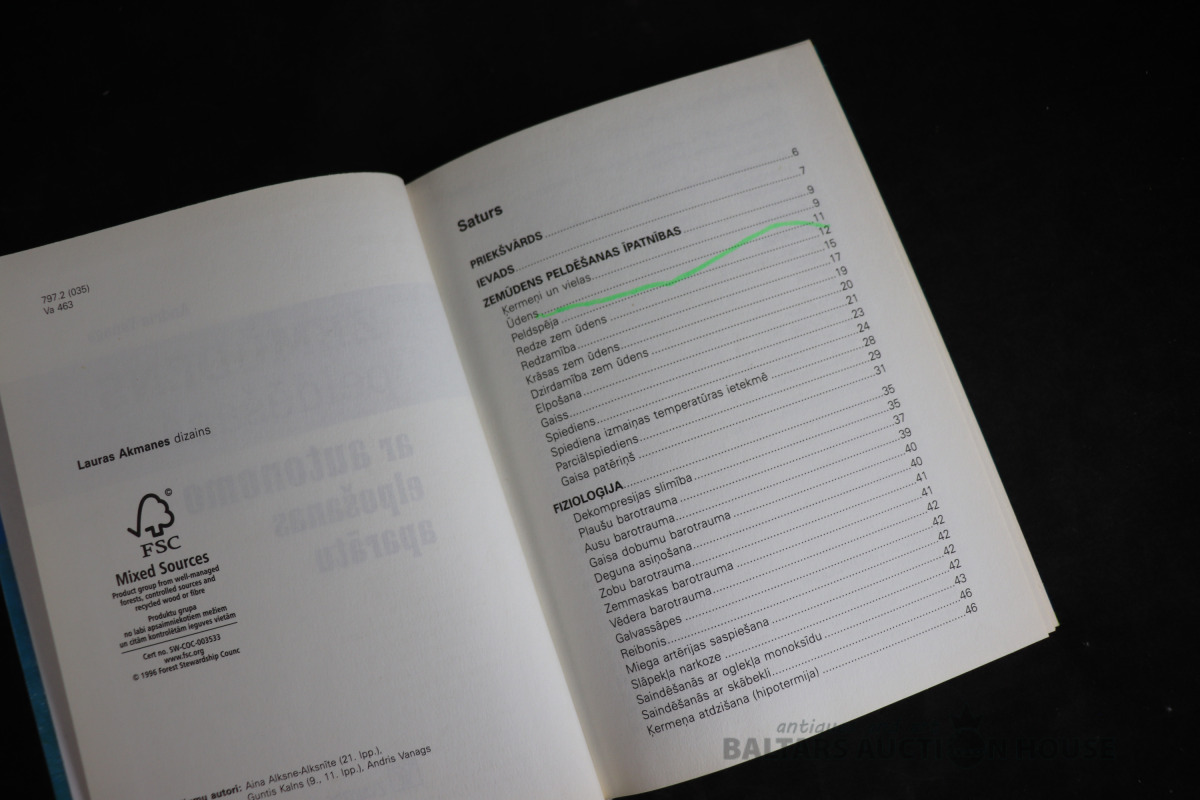 797.2 (035)
Va 463
Lauras Akmanes dizains
©
FSC
Mixed Sources
Product group from well-managed
forests, controlled sources and
recycled wood or fibre
Produktu grupa
no labi apsaimniekotiem mežiem
un citām kontrolētām ieguves vietām
Cert no. SW-COC-003533
www.fsc.org
© 1996 Forest Stewardship Counc
autori: Aina Alksne-Alksnīte (21. lpp.),
Guntis Kalns (9., 11. lpp.), Andris Vanags
Saturs
PRIEKŠVĀRDS 6
IEVADS 7
ZEMŪDENS PELDĒŠANAS ĪPATNĪBAS 9
Ķermeņi un vielas 9
Ūdens 11
Peldspēja 12
Redze zem ūdens 15
Redzamība 17
Krāsas zem ūdens 19
Dzirdamība zem ūdens 20
Elpošana 21
Gaiss 23
Spiediens 24
Spiediena izmaiņas temperatūras ietekmē 28
Parciālspiediens 29
Gaisa patēriņš 31
FIZIOLOĢIJA 35
Dekompresijas slimība 35
Plaušu barotrauma 37
Ausu barotrauma 39
Gaisa dobumu barotrauma 40
Deguna asiņošana 40
Zobu barotrauma 41
Zemmaskas barotrauma 41
Vēdera barotrauma 42
Galvassāpes 42
Reibonis 42
Miega artērijas saspiešana 42
Slāpekļa narkoze 42
Saindēšanās ar oglekļa monoksīdu 43
Saindēšanās ar skābekli 46
Ķermeņa atdzišana (hipotermija) 46
BALTARS AUCTION HOUSE